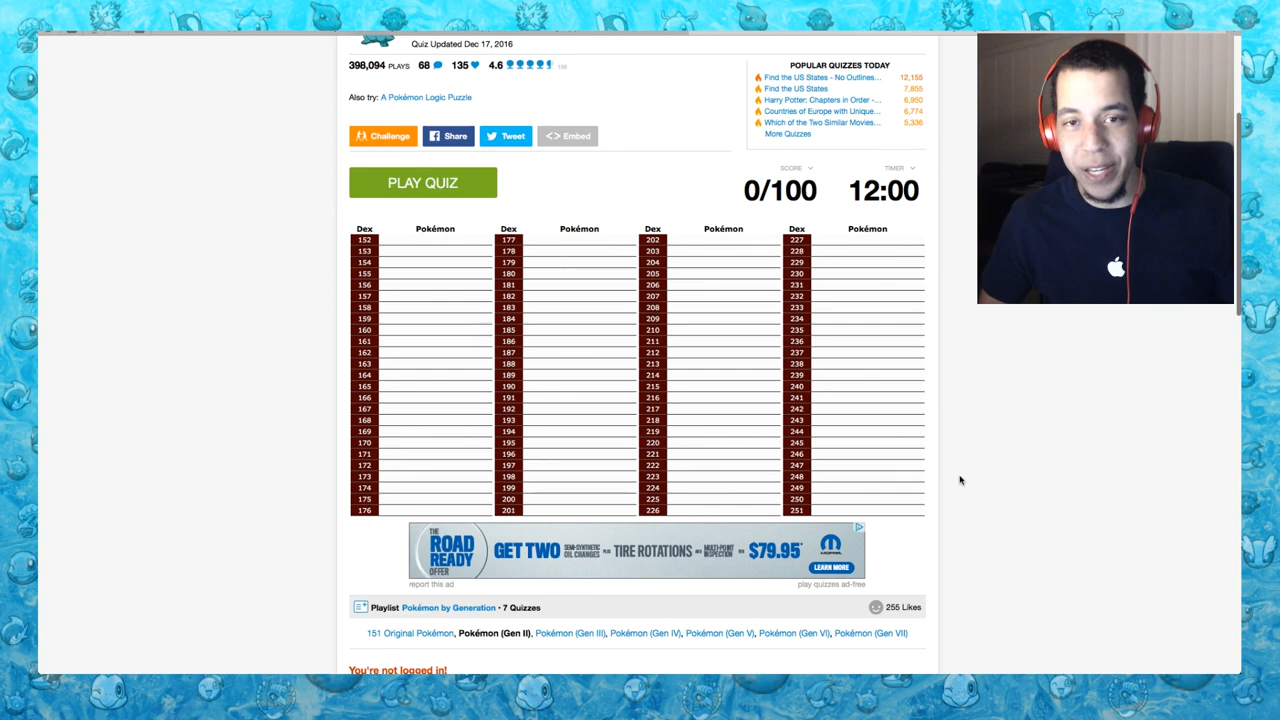 Quiz Updated Dec 17, 2016
398,094 PLAYS 68 135 4.6 138
Also try: A Pokémon Logic Puzzle
Challenge Share Tweet <> Embed
POPULAR QUIZZES TODAY
Find the US States - No Outlines... 12,155
Find the US States 7,855
Harry Potter: Chapters in Order -... 6,950
Countries of Europe with Unique... 6,774
Which of the Two Similar Movies... 5,336
More Quizzes
PLAY QUIZ
SCORE TIMER
0/100 12:00
Dex Pokémon Dex Pokémon Dex Pokémon Dex Pokémon
152 177 202 227
153 178 203 228
154 179 204 229
155 180 205 230
156 181 206 231
157 182 207 232
158 183 208 233
159 184 209 234
160 185 210 235
161 186 211 236
162 187 212 237
163 188 213 238
164 189 214 239
165 190 215 240
166 191 216 241
167 192 217 242
168 193 218 243
169 194 219 244
170 195 220 245
171 196 221 246
172 197 222 247
173 198 223 248
174 199 224 249
175 200 225 250
176 201 226 251
THE ROAD READY OFFER GET TWO SEMI-SYNTHETIC OIL CHANGES TIRE ROTATIONS MULTI-POINT INSPECTION $79.95* MOPAR LEARN MORE
report this ad play quizzes ad-free
Playlist Pokémon by Generation • 7 Quizzes 255 Likes
151 Original Pokémon, Pokémon (Gen II), Pokémon (Gen III), Pokémon (Gen IV), Pokémon (Gen V), Pokémon (Gen VI), Pokémon (Gen VII)
You're not logged in!